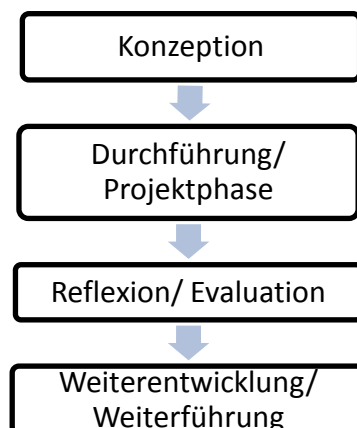 Konzeption
Durchführung/
Projektphase
Reflexion/ Evaluation
Weiterentwicklung/
Weiterführung